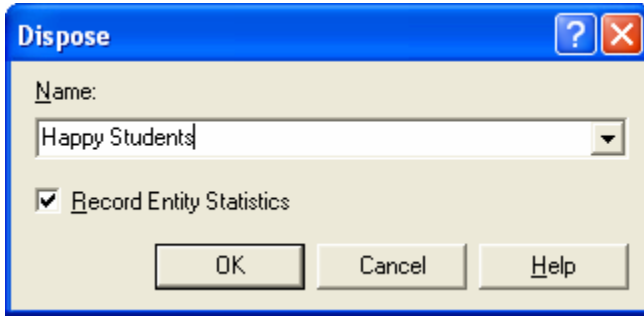 Dispose
Name:
Happy Students
Record Entity Statistics
OK Cancel Help